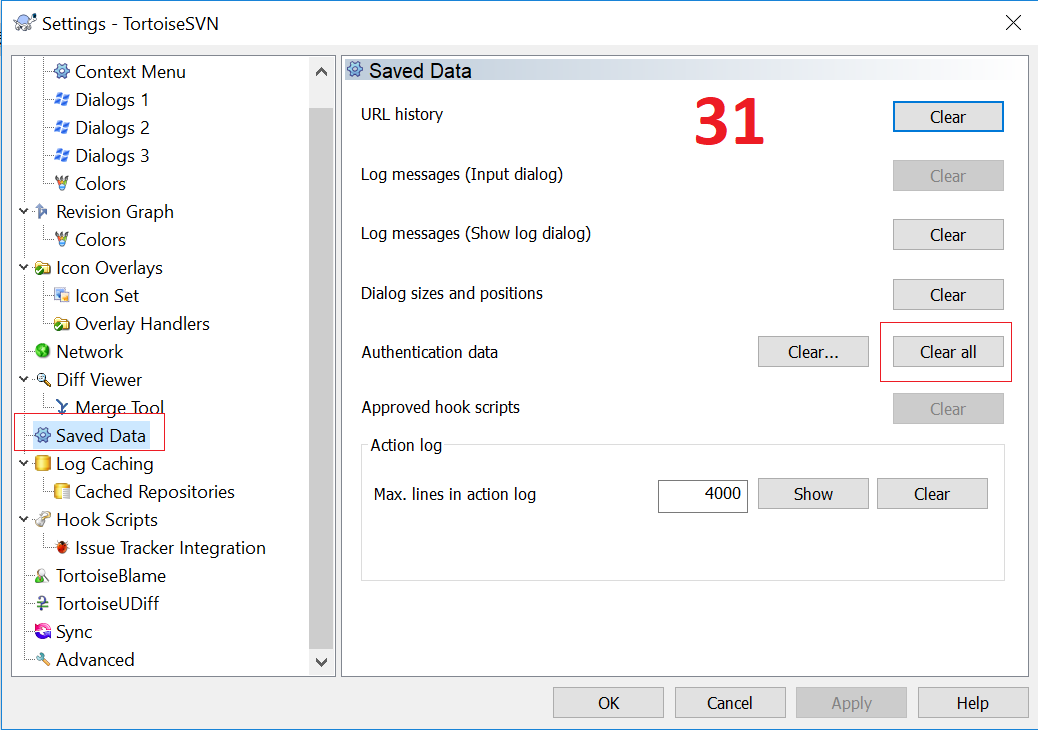 Settings - TortoiseSVN
Context Menu
Dialogs 1
Dialogs 2
Dialogs 3
Colors
Revision Graph
Colors
Icon Overlays
Icon Set
Overlay Handlers
Network
Diff Viewer
Merge Tool
Saved Data
Log Caching
Cached Repositories
Hook Scripts
Issue Tracker Integration
TortoiseBlame
TortoiseUDiff
Sync
Advanced
Saved Data
31
URL history Clear
Log messages (Input dialog) Clear
Log messages (Show log dialog) Clear
Dialog sizes and positions Clear
Authentication data Clear... Clear all
Approved hook scripts Clear
Action log
Max. lines in action log 4000 Show Clear
OK Cancel Apply Help